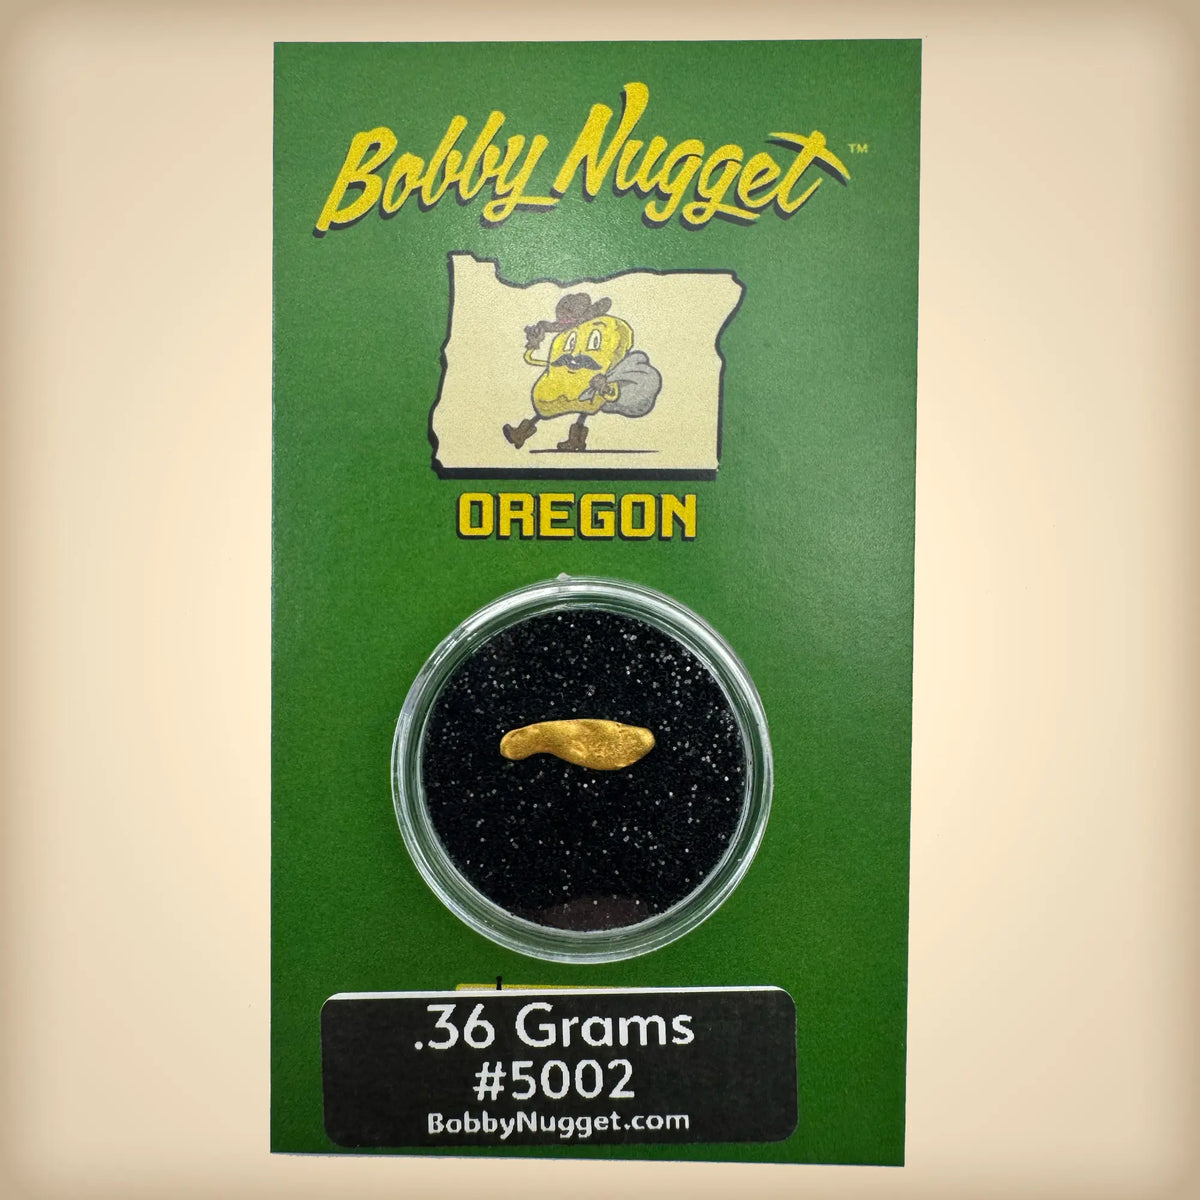 Bobby Nugget™
OREGON
.36 Grams
#5002
BobbyNugget.com